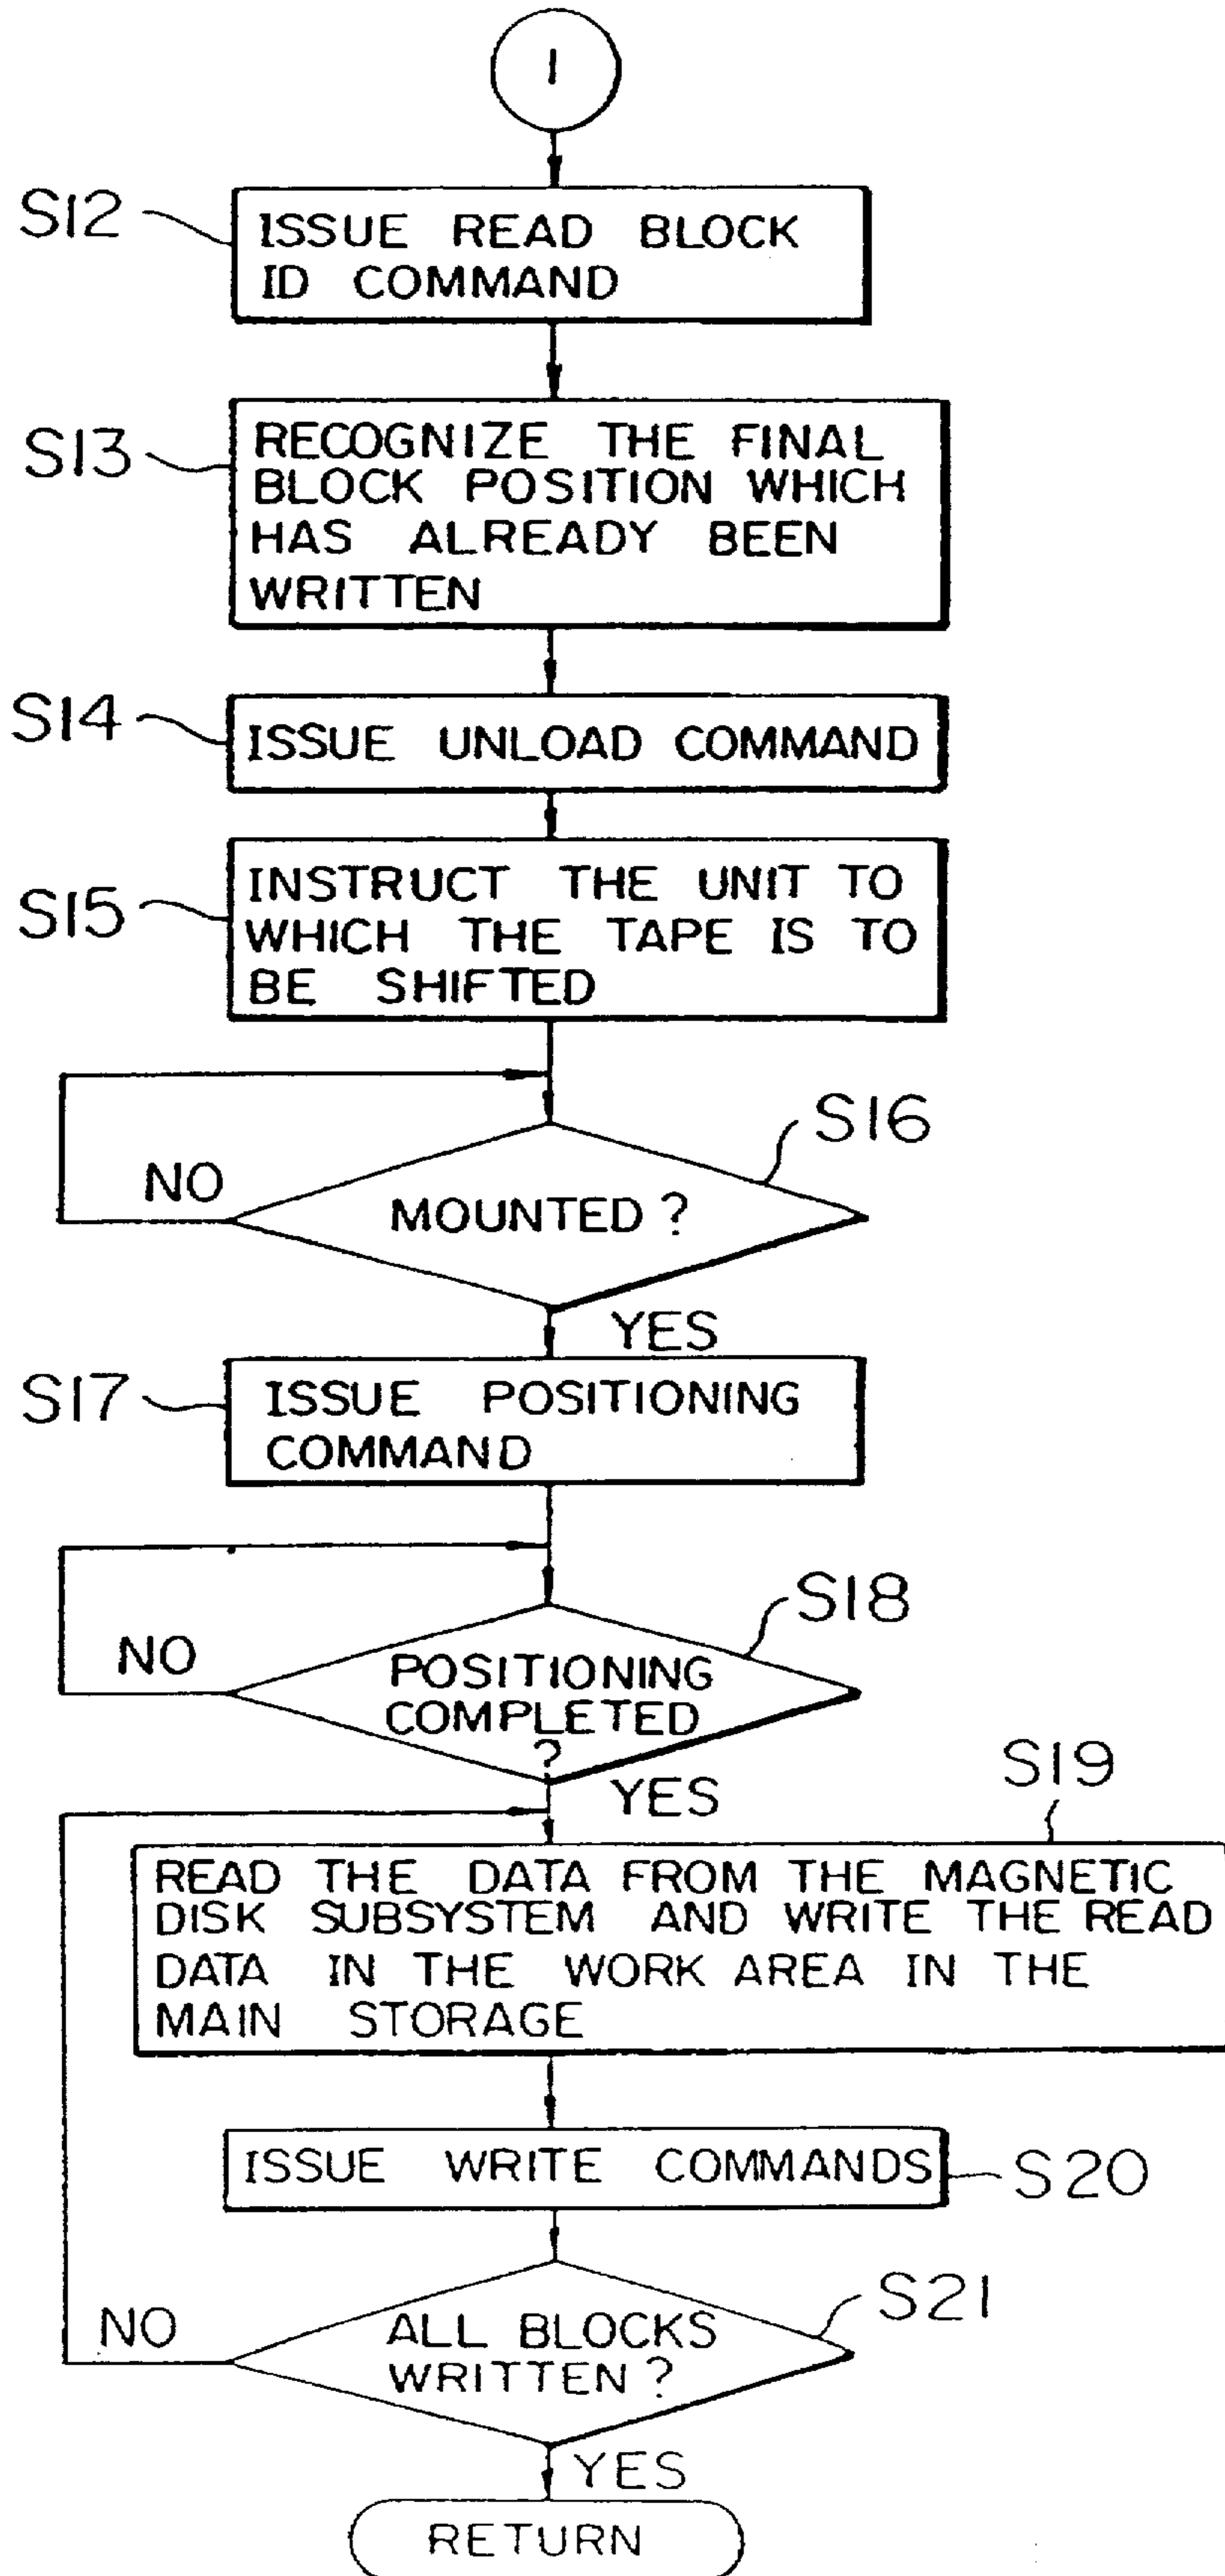 1
S12
ISSUE READ BLOCK
ID COMMAND
S13
RECOGNIZE THE FINAL
BLOCK POSITION WHICH
HAS ALREADY BEEN
WRITTEN
S14
ISSUE UNLOAD COMMAND
S15
INSTRUCT THE UNIT TO
WHICH THE TAPE IS TO
BE SHIFTED
S16
NO
MOUNTED ?
YES
S17
ISSUE POSITIONING
COMMAND
S18
NO
POSITIONING
COMPLETED
?
YES
S19
READ THE DATA FROM THE MAGNETIC
DISK SUBSYSTEM AND WRITE THE READ
DATA IN THE WORK AREA IN THE
MAIN STORAGE
ISSUE WRITE COMMANDS
S20
S21
NO
ALL BLOCKS
WRITTEN ?
YES
RETURN